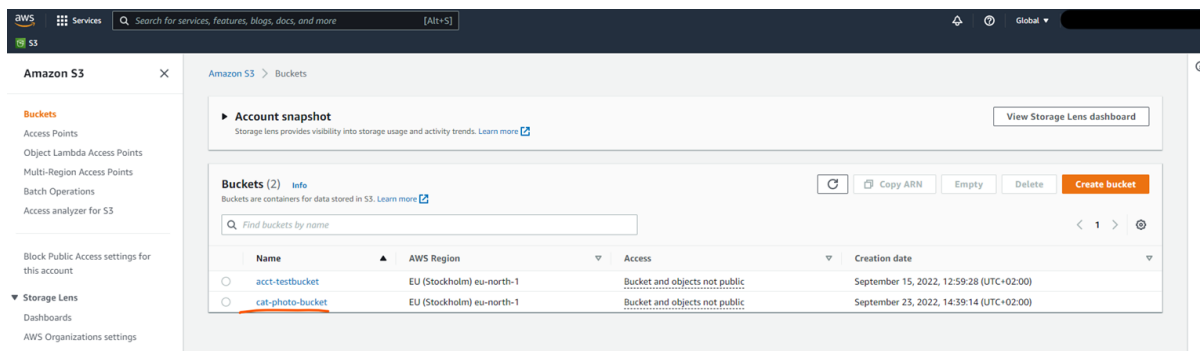 aws
Services
Search for services, features, blogs, docs, and more
[Alt+S]
Global
S3
Amazon S3
Buckets
Access Points
Object Lambda Access Points
Multi-Region Access Points
Batch Operations
Access analyzer for S3
Block Public Access settings for
this account
Storage Lens
Dashboards
AWS Organizations settings
Amazon S3 > Buckets
Account snapshot
Storage lens provides visibility into storage usage and activity trends. Learn more
View Storage Lens dashboard
Buckets (2) Info
Buckets are containers for data stored in S3. Learn more
Copy ARN Empty Delete Create bucket
Find buckets by name
1
Name AWS Region Access Creation date
acct-testbucket EU (Stockholm) eu-north-1 Bucket and objects not public September 15, 2022, 12:59:28 (UTC+02:00)
cat-photo-bucket EU (Stockholm) eu-north-1 Bucket and objects not public September 23, 2022, 14:39:14 (UTC+02:00)